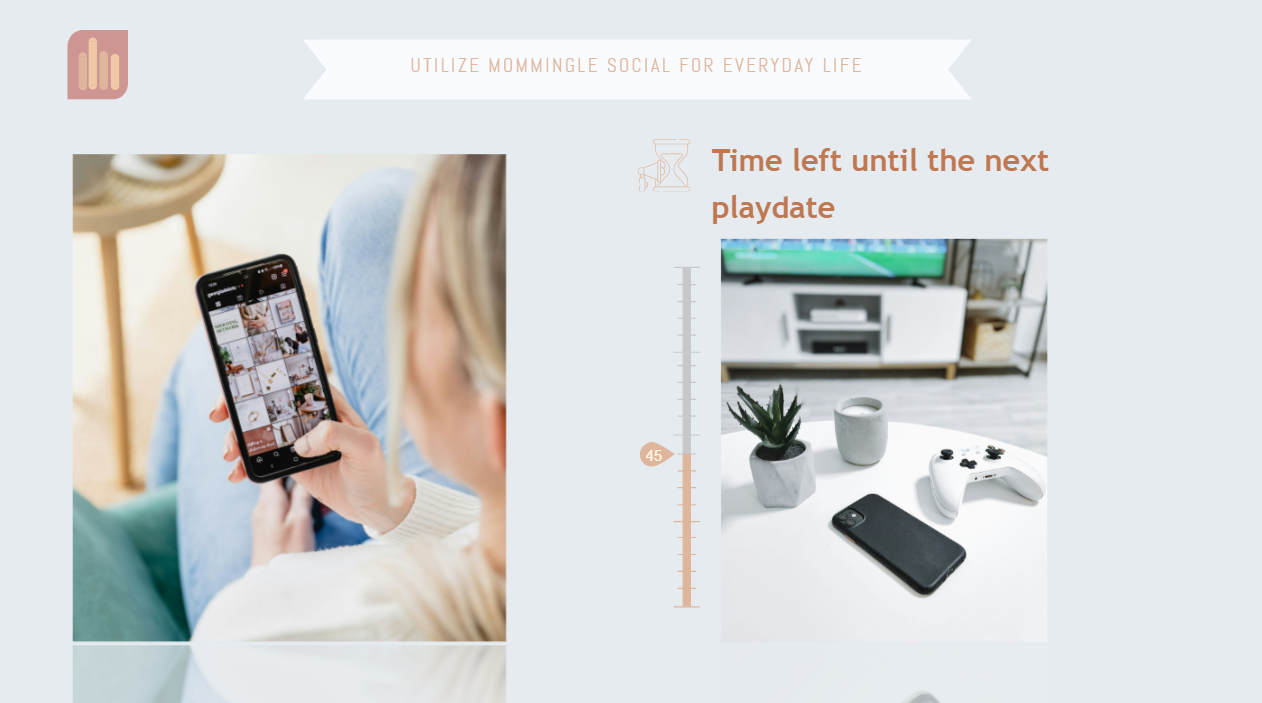 UTILIZE MOMMINGLE SOCIAL FOR EVERYDAY LIFE
Time left until the next
playdate
45